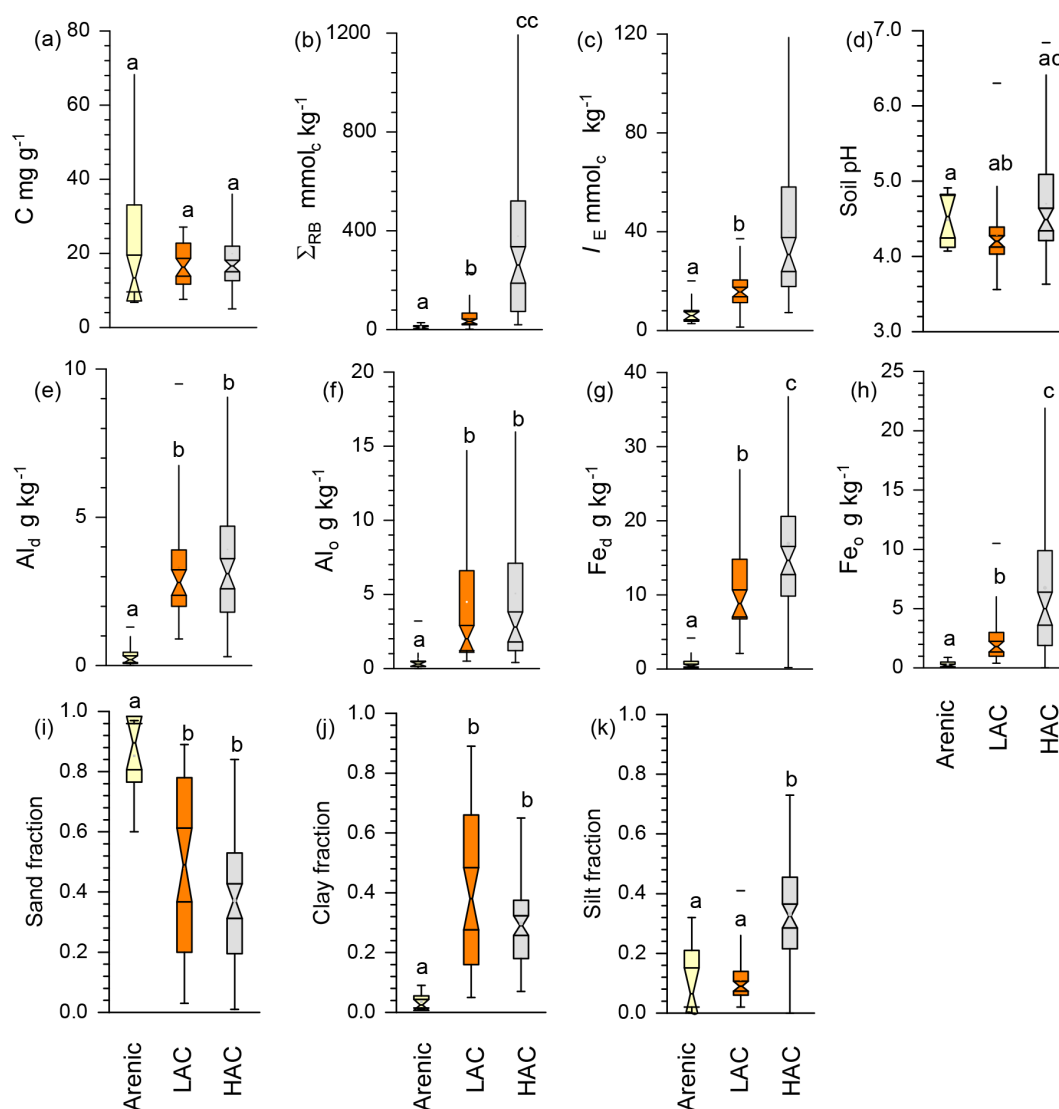 (a)
C mg g-1
80
60
40
20
0
a
a
a
(b)
ΣRB mmolc kg-1
1200
800
400
0
a
b
cc
(c)
IE mmolc kg-1
120
80
40
0
a
b
(d)
Soil pH
7.0
6.0
5.0
4.0
3.0
a
ab
ac
(e)
Ald g kg-1
10
5
0
a
b
b
(f)
Alo g kg-1
20
15
10
5
0
a
b
b
(g)
Fed g kg-1
40
30
20
10
0
a
b
c
(h)
Feo g kg-1
25
20
15
10
5
0
a
b
c
Arenic
LAC
HAC
(i)
Sand fraction
1.0
0.8
0.6
0.4
0.2
0.0
a
b
b
Arenic
LAC
HAC
(j)
Clay fraction
1.0
0.8
0.6
0.4
0.2
0.0
a
b
b
Arenic
LAC
HAC
(k)
Silt fraction
1.0
0.8
0.6
0.4
0.2
0.0
a
a
b
Arenic
LAC
HAC